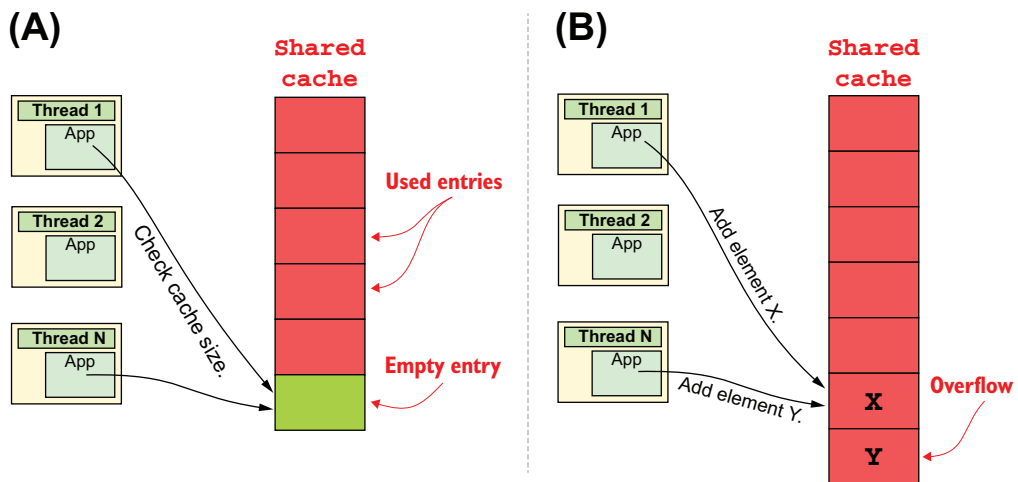 (A)
Shared
cache
Thread 1
App
Thread 2
App
Thread N
App
Check cache size.
Used entries
Empty entry
(B)
Shared
cache
Thread 1
App
Thread 2
App
Thread N
App
Add element X.
Add element Y.
X
Overflow
Y